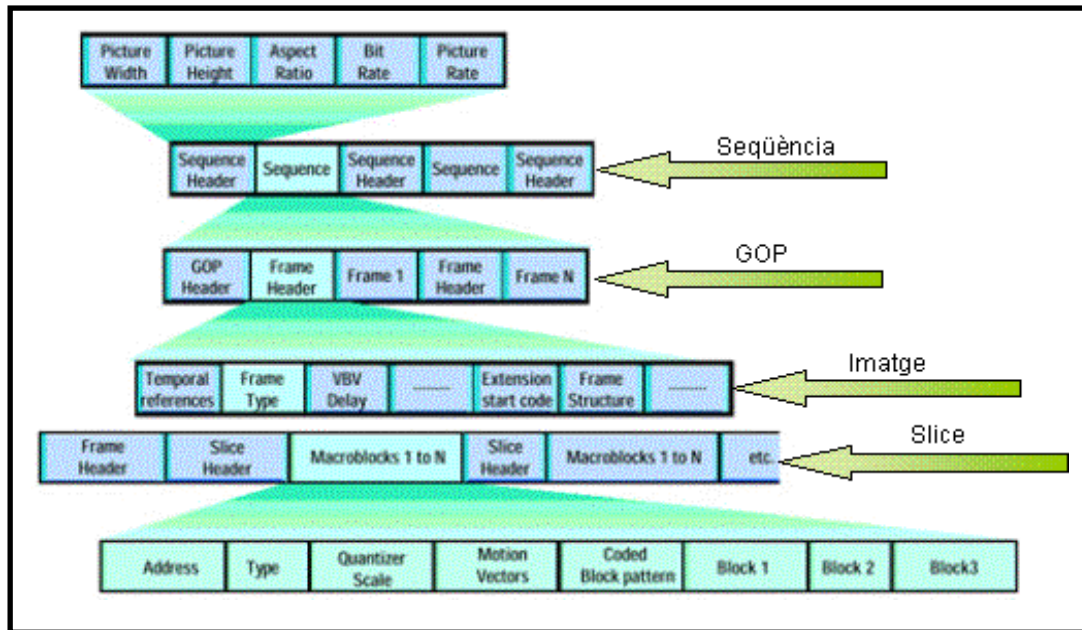 Picture Width
Picture Height
Aspect Ratio
Bit Rate
Picture Rate
Sequence Header
Sequence
Sequence Header
Sequence
Sequence Header
Seqüència
GOP Header
Frame Header
Frame 1
Frame Header
Frame N
GOP
Temporal references
Frame Type
VBV Delay
Extension start code
Frame Structure
Imatge
Frame Header
Slice Header
Macroblocks 1 to N
Slice Header
Macroblocks 1 to N
etc.
Slice
Address
Type
Quantizer Scale
Motion Vectors
Coded Block pattern
Block 1
Block 2
Block3